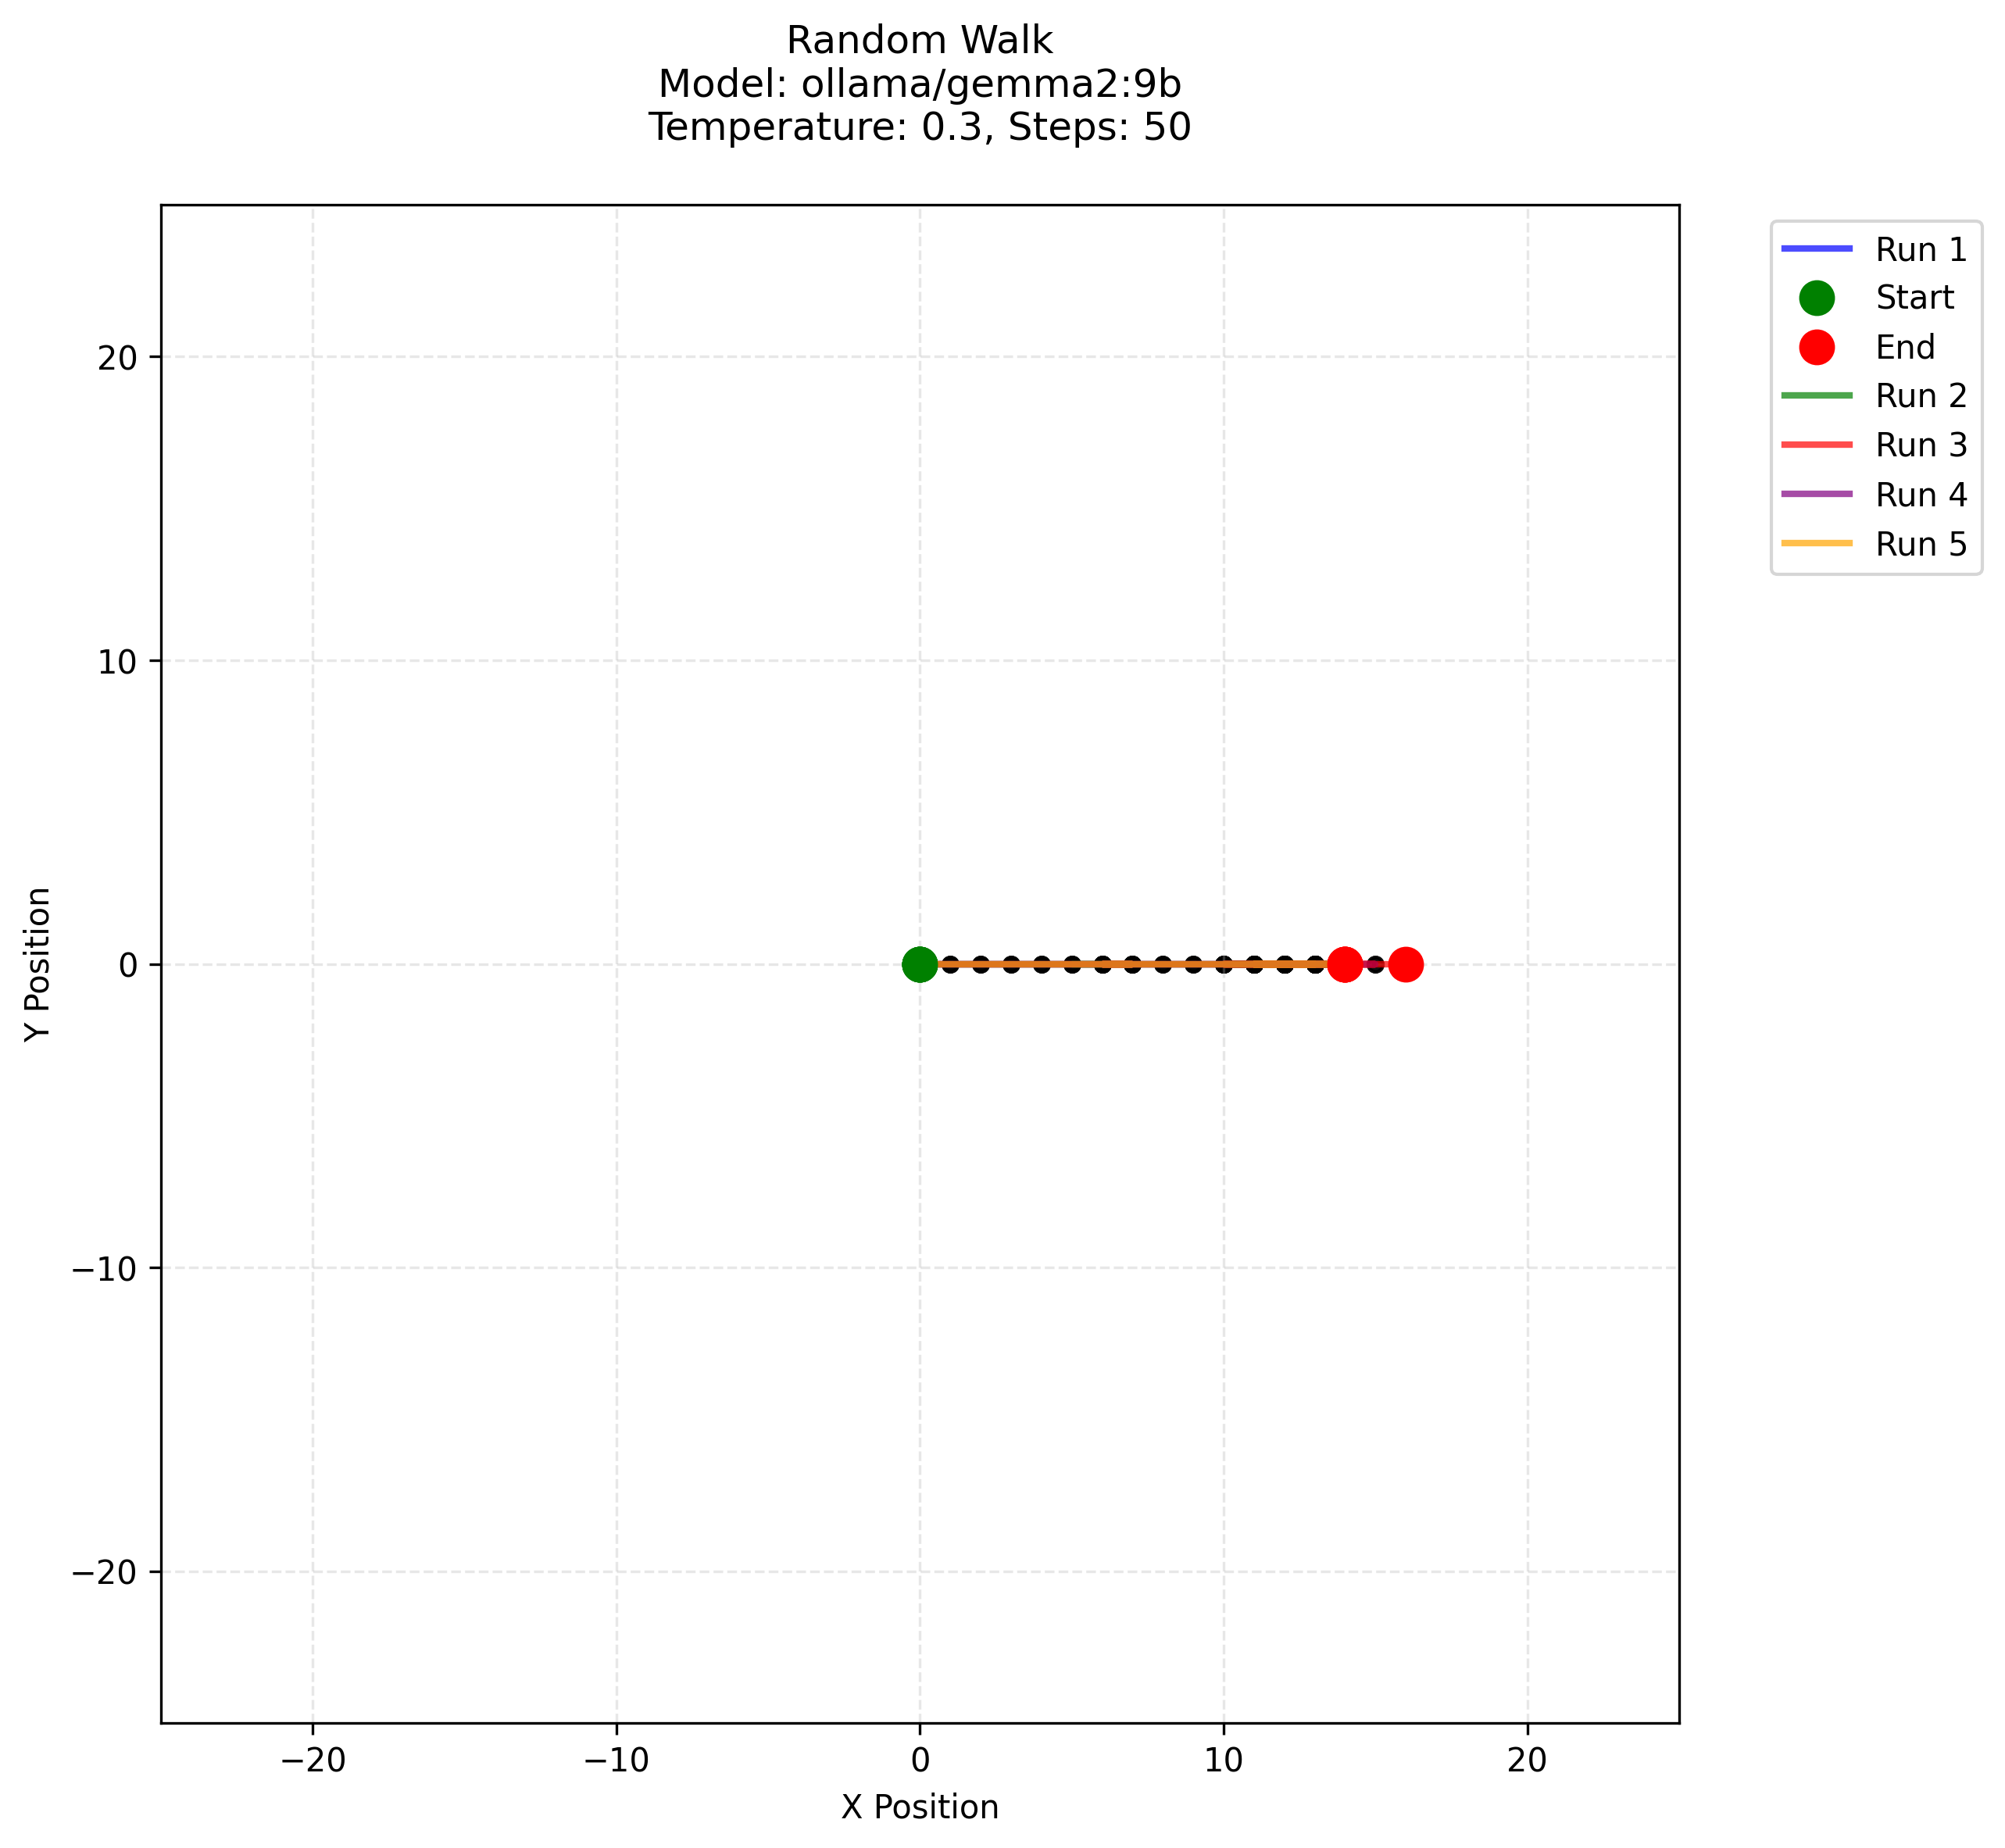 Random Walk
Model: ollama/gemma2:9b
Temperature: 0.3, Steps: 50
Run 1
Start
End
Run 2
Run 3
Run 4
Run 5
Y Position
20
10
0
−10
−20
−20
−10
0
10
20
X Position